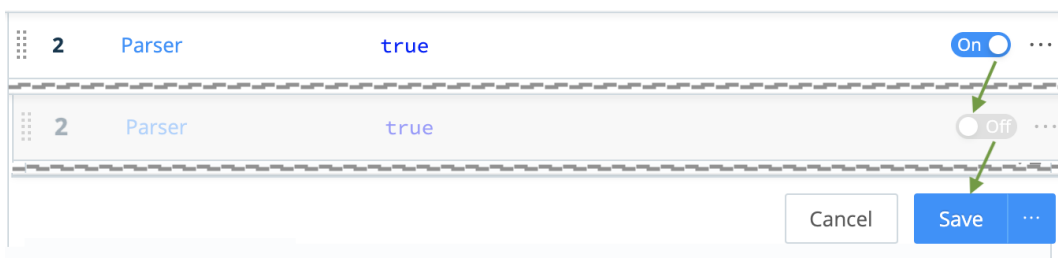 2 Parser true On ...
2 Parser true Off ...
Cancel Save ...